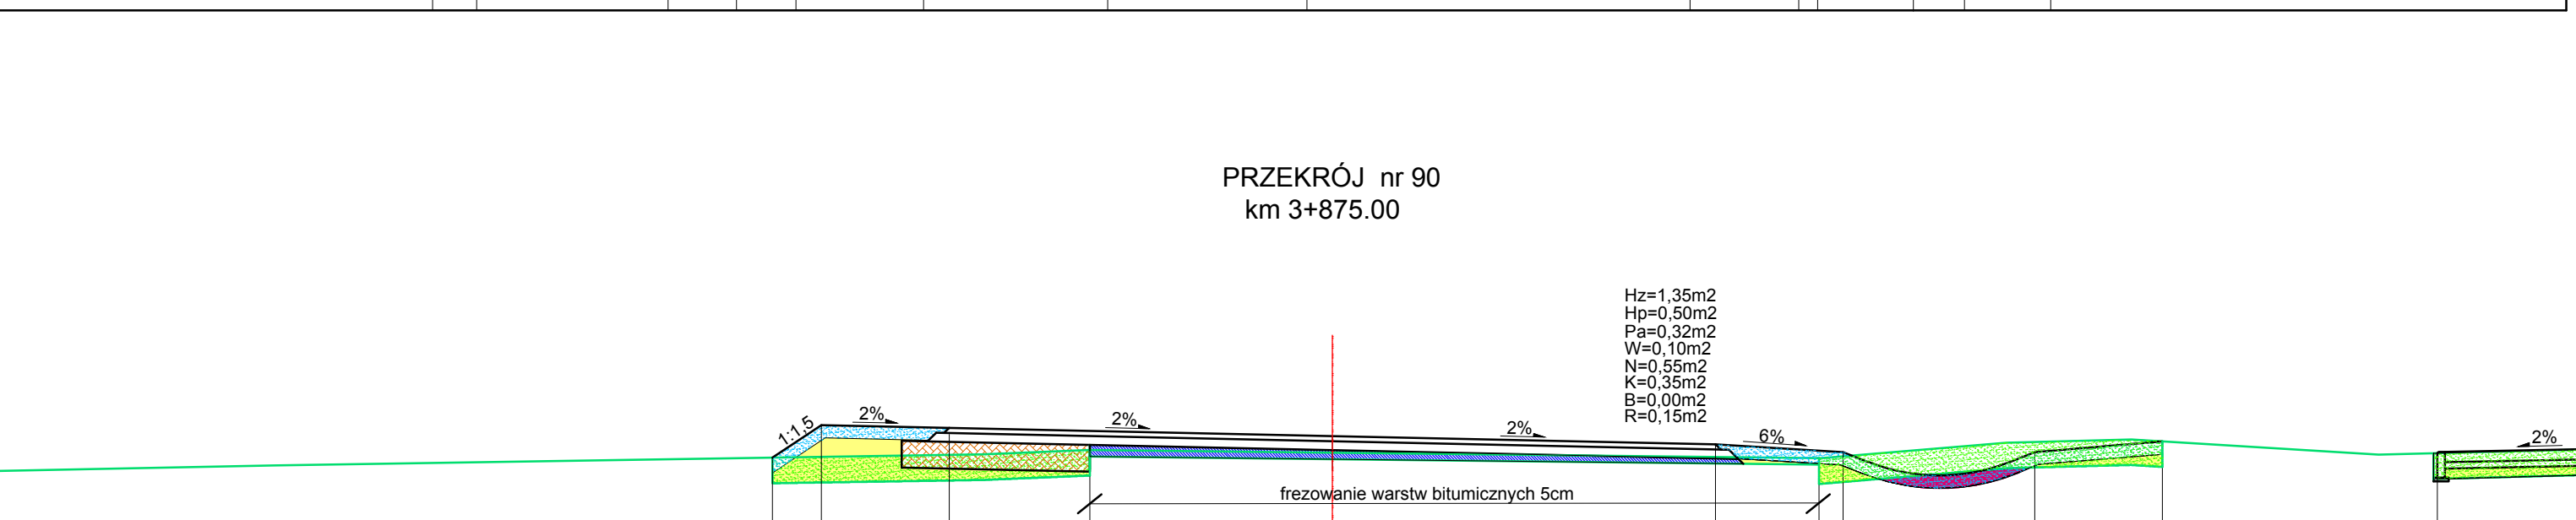 PRZEKRÓJ nr 90
km 3+875.00
Hz=1,35m2
Hp=0,50m2
Pa=0,32m2
W=0,10m2
N=0,55m2
K=0,35m2
B=0,00m2
R=0,15m2
1:1,5
2%
2%
2%
6%
2%
frezowanie warstw bitumicznych 5cm